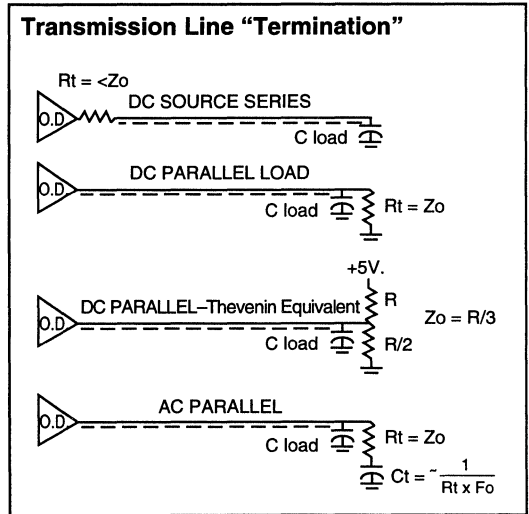 Transmission Line “Termination”
Rt = <Zo
O.D.
DC SOURCE SERIES
C load
O.D.
DC PARALLEL LOAD
C load
Rt = Zo
+5V.
O.D.
DC PARALLEL–Thevenin Equivalent
R
Zo = R/3
C load
R/2
O.D.
AC PARALLEL
C load
Rt = Zo
Ct = ~ 1
Rt x Fo